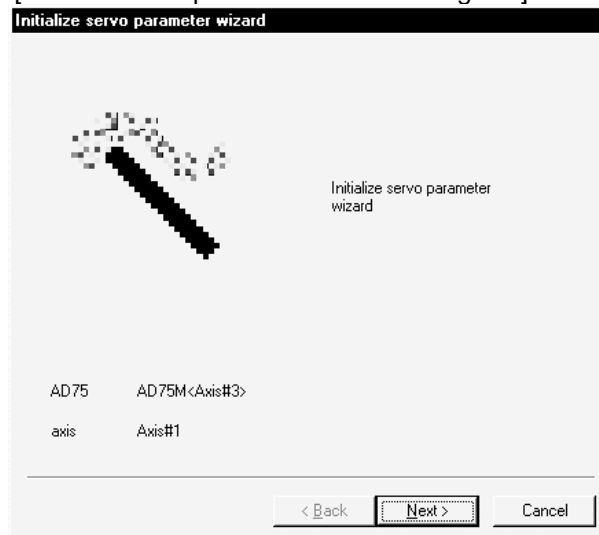 Initialize servo parameter wizard
Initialize servo parameter
wizard
AD75 AD75M<Axis#3>
axis Axis#1
< Back Next > Cancel